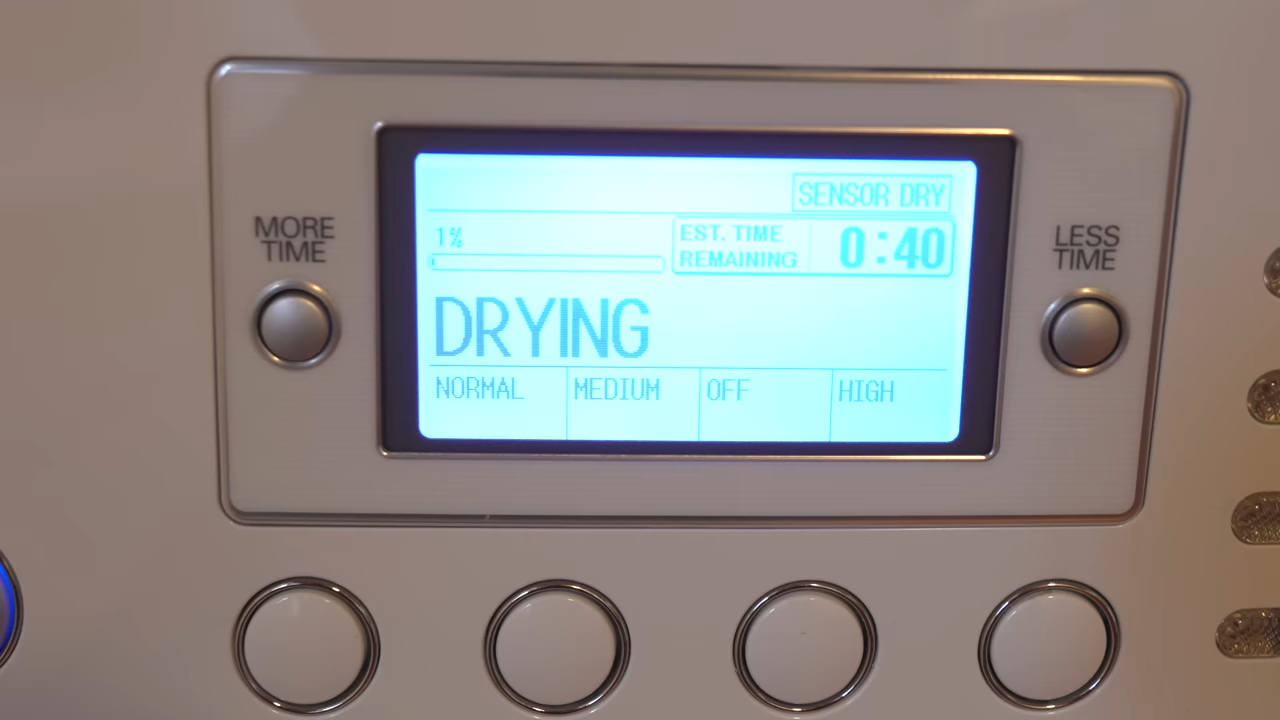 SENSOR DRY
MORE
TIME
1%
EST. TIME
REMAINING
0:40
LESS
TIME
DRYING
NORMAL
MEDIUM
OFF
HIGH